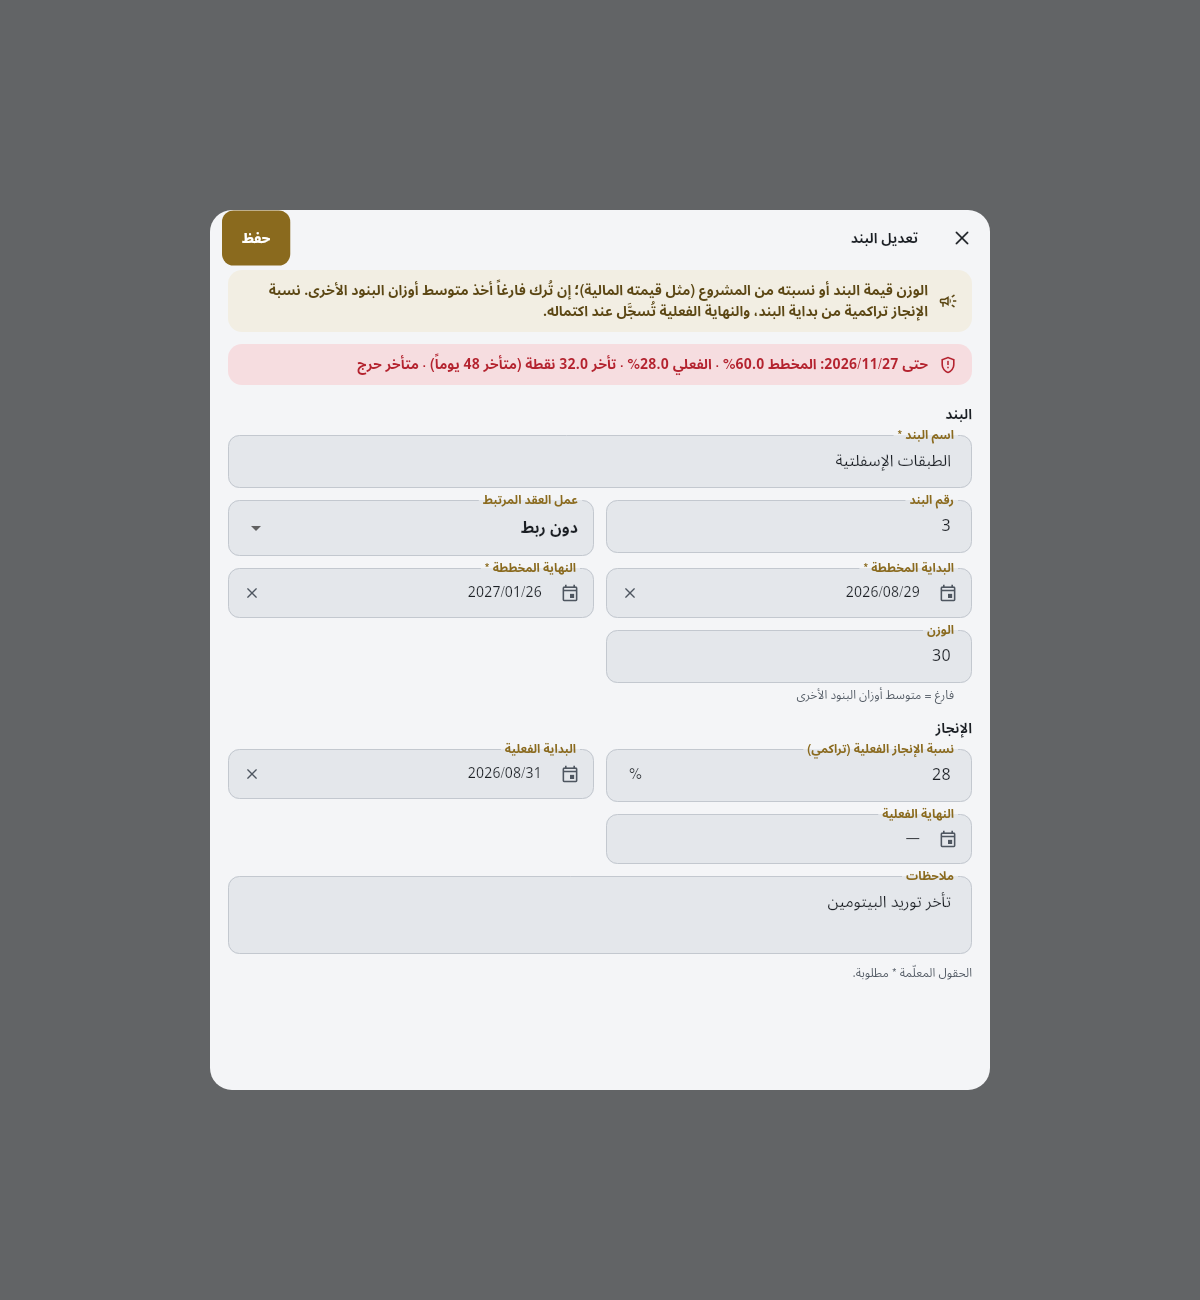 تعديل البند
حفظ
الوزن قيمة البند أو نسبته من المشروع (مثل قيمته المالية)؛ إن تُرك فارغاً أخذ متوسط أوزان البنود الأخرى. نسبة
الإنجاز تراكمية من بداية البند، والنهاية الفعلية تُسجَّل عند اكتماله.
حتى 2026/11/27: المخطط 60.0% · الفعلي 28.0% · تأخر 32.0 نقطة (متأخر 48 يوماً) · متأخر حرج
البند
اسم البند *
الطبقات الإسفلتية
رقم البند
3
عمل العقد المرتبط
دون ربط
البداية المخططة *
2026/08/29
النهاية المخططة *
2027/01/26
الوزن
30
فارغ = متوسط أوزان البنود الأخرى
الإنجاز
نسبة الإنجاز الفعلية (تراكمي)
28 %
البداية الفعلية
2026/08/31
النهاية الفعلية
—
ملاحظات
تأخر توريد البيتومين
الحقول المعلّمة * مطلوبة.